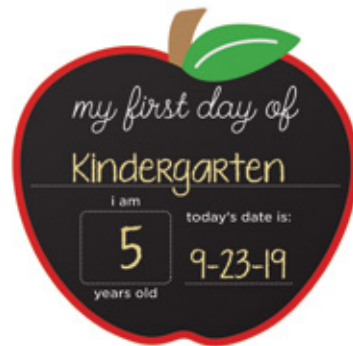 my first day of
Kindergarten
i am
5
years old
today's date is:
9-23-19